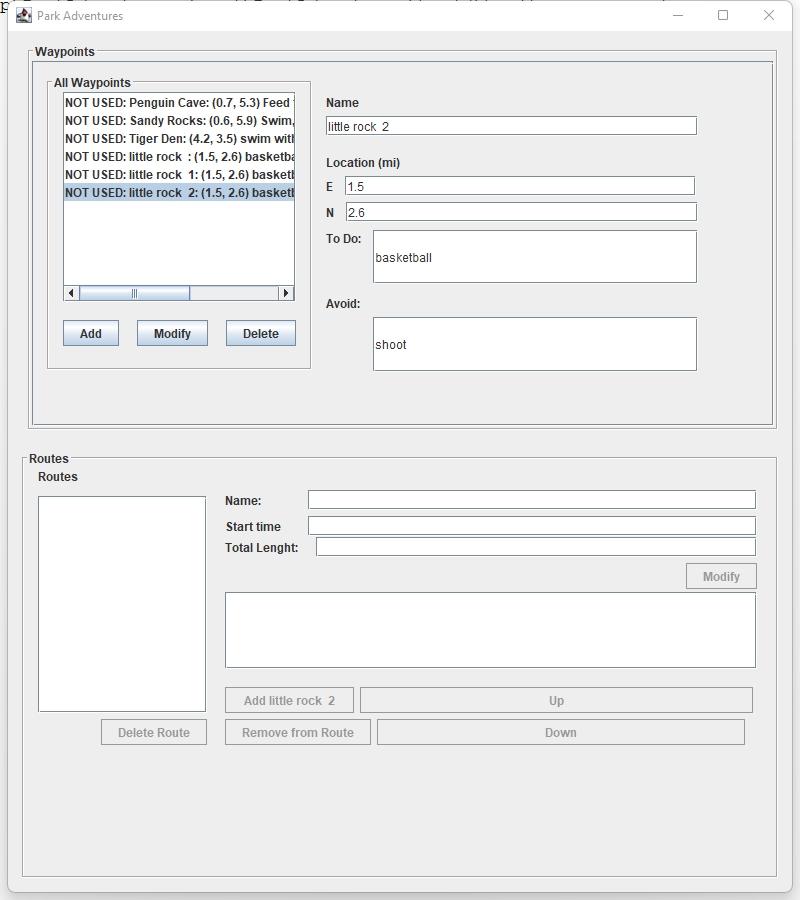 Park Adventures
Waypoints
All Waypoints
NOT USED: Penguin Cave: (0.7, 5.3) Feed
NOT USED: Sandy Rocks: (0.6, 5.9) Swim,
NOT USED: Tiger Den: (4.2, 3.5) swim with
NOT USED: little rock : (1.5, 2.6) basketba
NOT USED: little rock 1: (1.5, 2.6) basketb
NOT USED: little rock 2: (1.5, 2.6) basketb
Add Modify Delete
Name
little rock 2
Location (mi)
E 1.5
N 2.6
To Do: basketball
Avoid:
shoot
Routes
Routes
Name:
Start time
Total Lenght:
Modify
Add little rock 2 Up
Delete Route Remove from Route Down